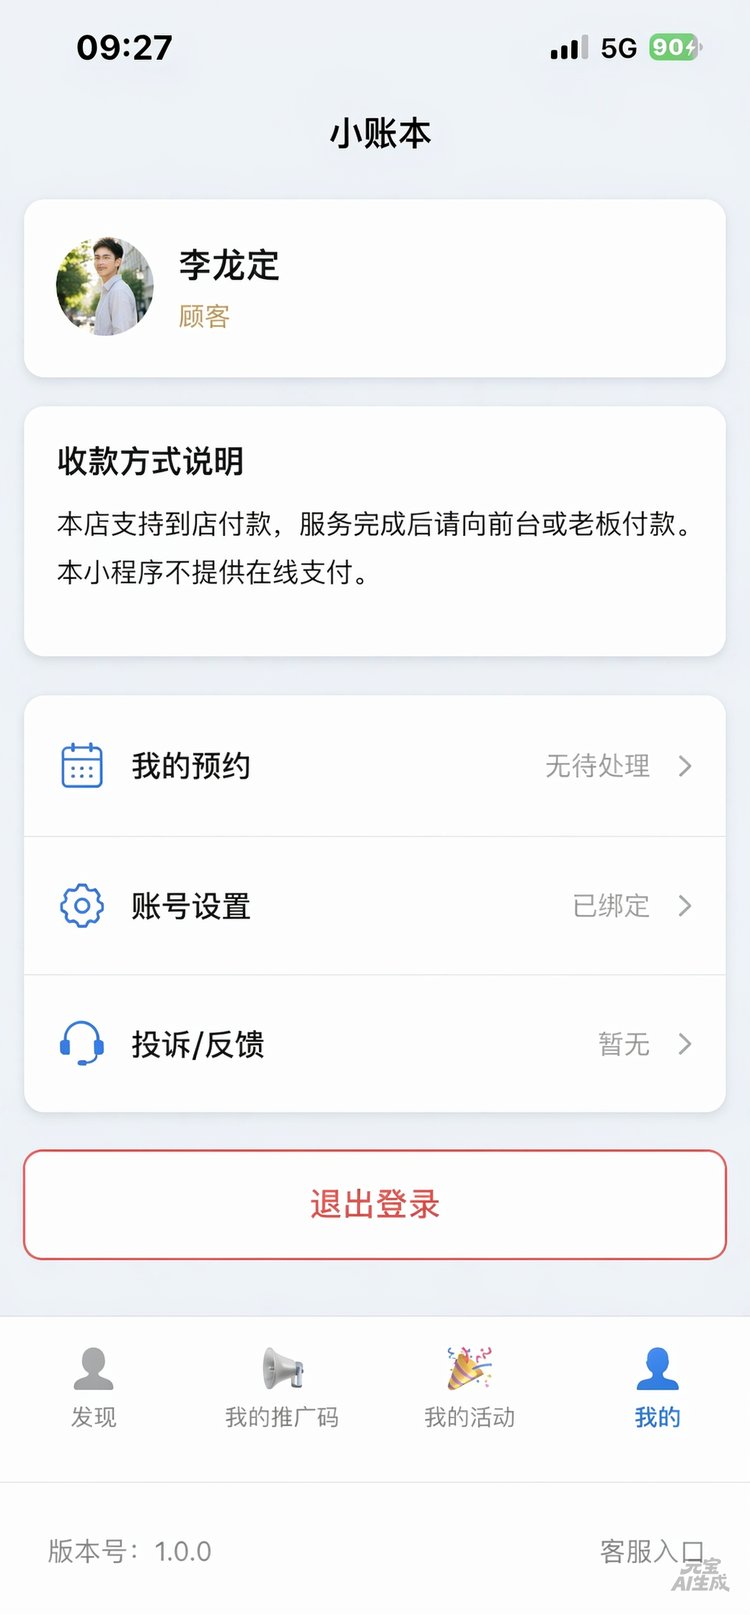 09:27
5G 90
小账本
李龙定
顾客
收款方式说明
本店支持到店付款，服务完成后请向前台或老板付款。
本小程序不提供在线支付。
我的预约 无待处理
账号设置 已绑定
投诉/反馈 暂无
退出登录
发现 我的推广码 我的活动 我的
版本号：1.0.0 客服入口
元宝
AI生成